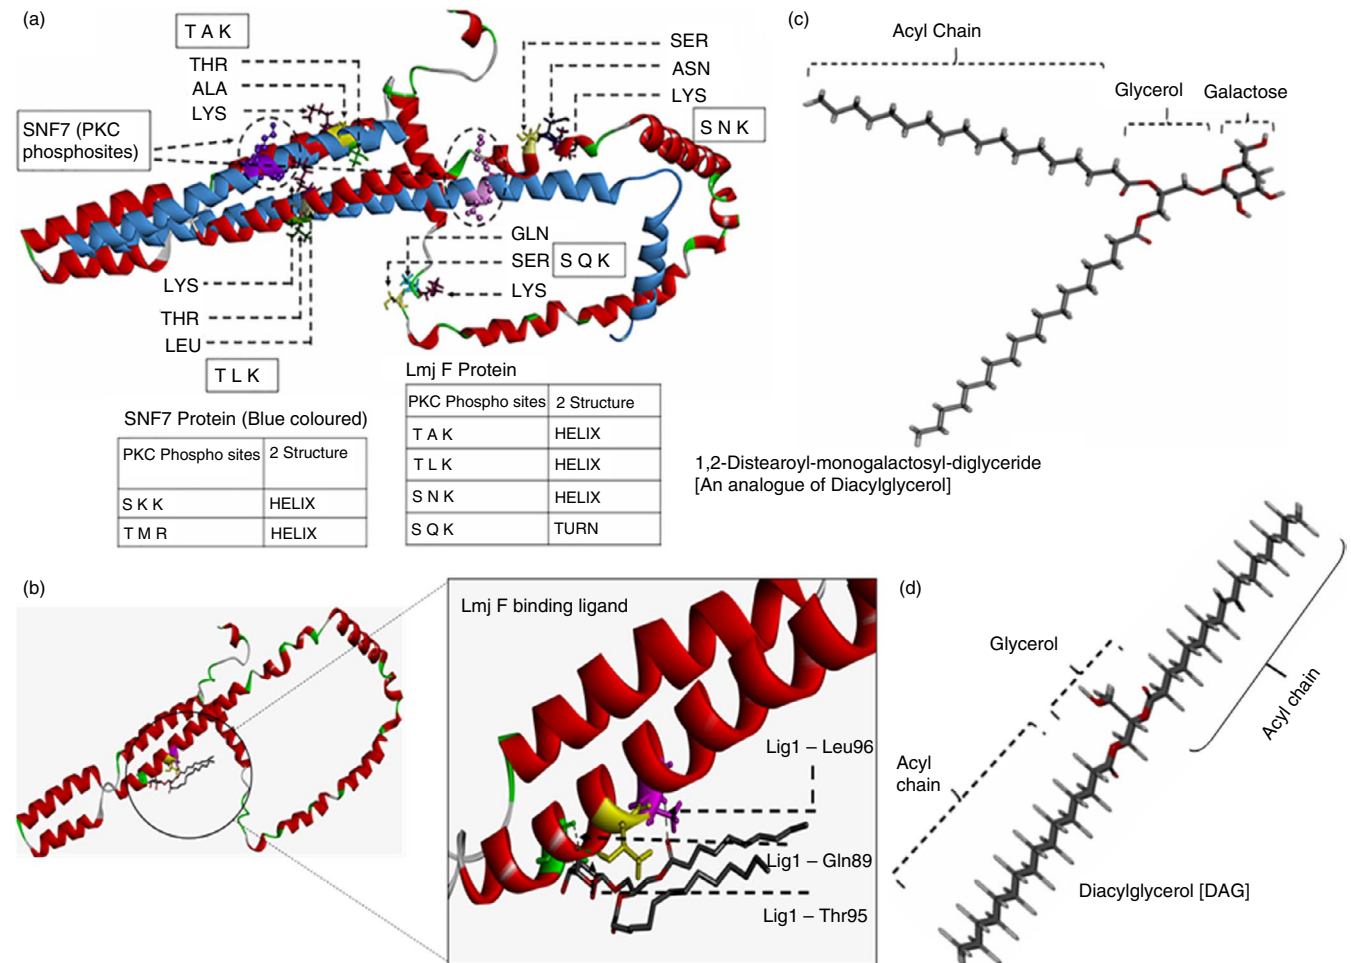 (a)
T A K
THR
ALA
LYS
SNF7 (PKC
phosphosites)
SER
ASN
LYS
S N K
GLN
SER
S Q K
LYS
LYS
THR
LEU
T L K
SNF7 Protein (Blue coloured)
PKC Phospho sites 2 Structure
S K K HELIX
T M R HELIX
Lmj F Protein
PKC Phospho sites 2 Structure
T A K HELIX
T L K HELIX
S N K HELIX
S Q K TURN
(c)
Acyl Chain
Glycerol
Galactose
1,2-Distearoyl-monogalactosyl-diglyceride
[An analogue of Diacylglycerol]
(b)
Lmj F binding ligand
Lig1 – Leu96
Lig1 – Gln89
Lig1 – Thr95
(d)
Glycerol
Acyl chain
Acyl
chain
Diacylglycerol [DAG]